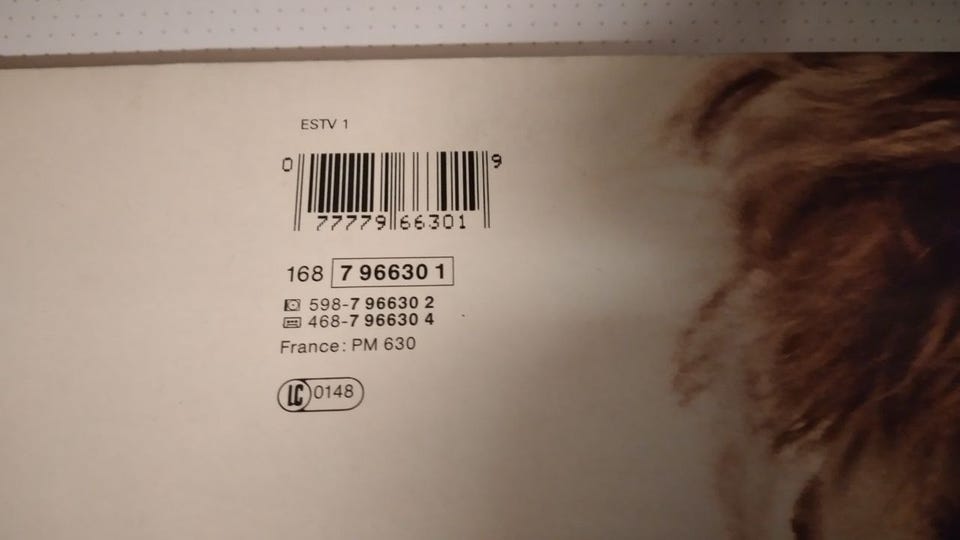 ESTV 1
0 77779 66301 9
168 7 96630 1
598-7 96630 2
468-7 96630 4
France: PM 630
LC 0148